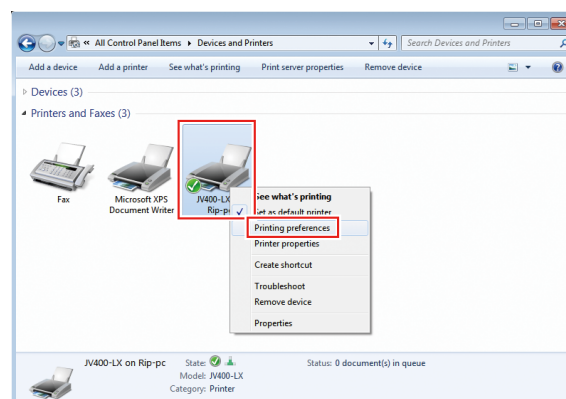 « All Control Panel Items ▸ Devices and Printers
Search Devices and Printers
Add a device Add a printer See what's printing Print server properties Remove device
Devices (3)
Printers and Faxes (3)
Fax
Microsoft XPS
Document Writer
JV400-LX
Rip-p
See what's printing
Set as default printer
Printing preferences
Printer properties
Create shortcut
Troubleshoot
Remove device
Properties
JV400-LX on Rip-pc State: Status: 0 document(s) in queue
Model: JV400-LX
Category: Printer